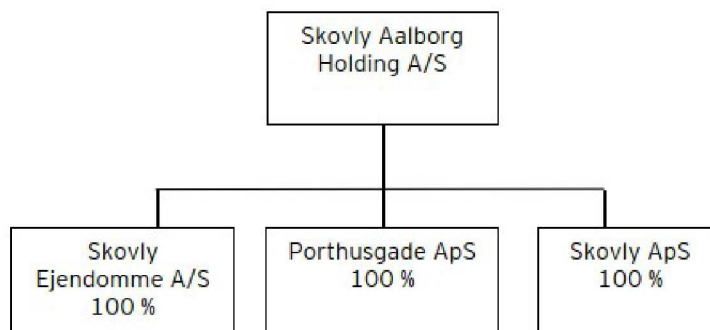 Skovly Aalborg
Holding A/S
Skovly
Ejendomme A/S
100 %
Porthusgade ApS
100 %
Skovly ApS
100 %